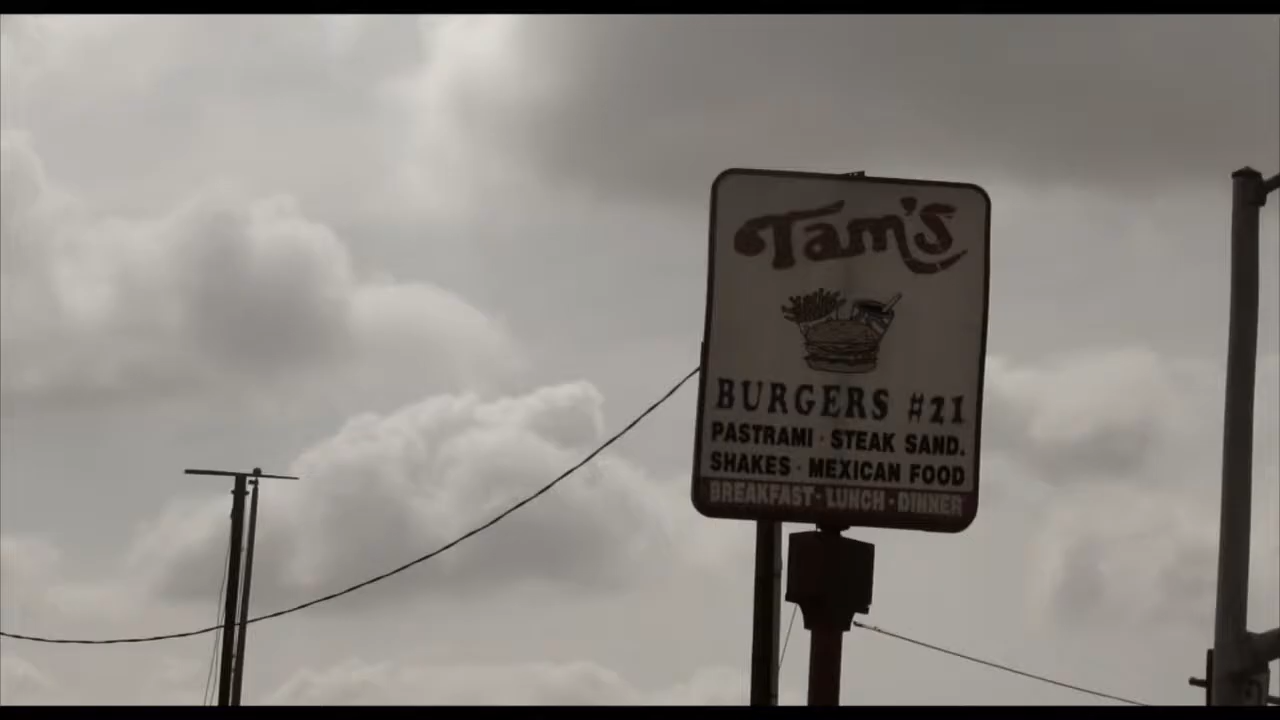 Tam's
BURGERS #21
PASTRAMI · STEAK SAND.
SHAKES · MEXICAN FOOD
BREAKFAST · LUNCH · DINNER